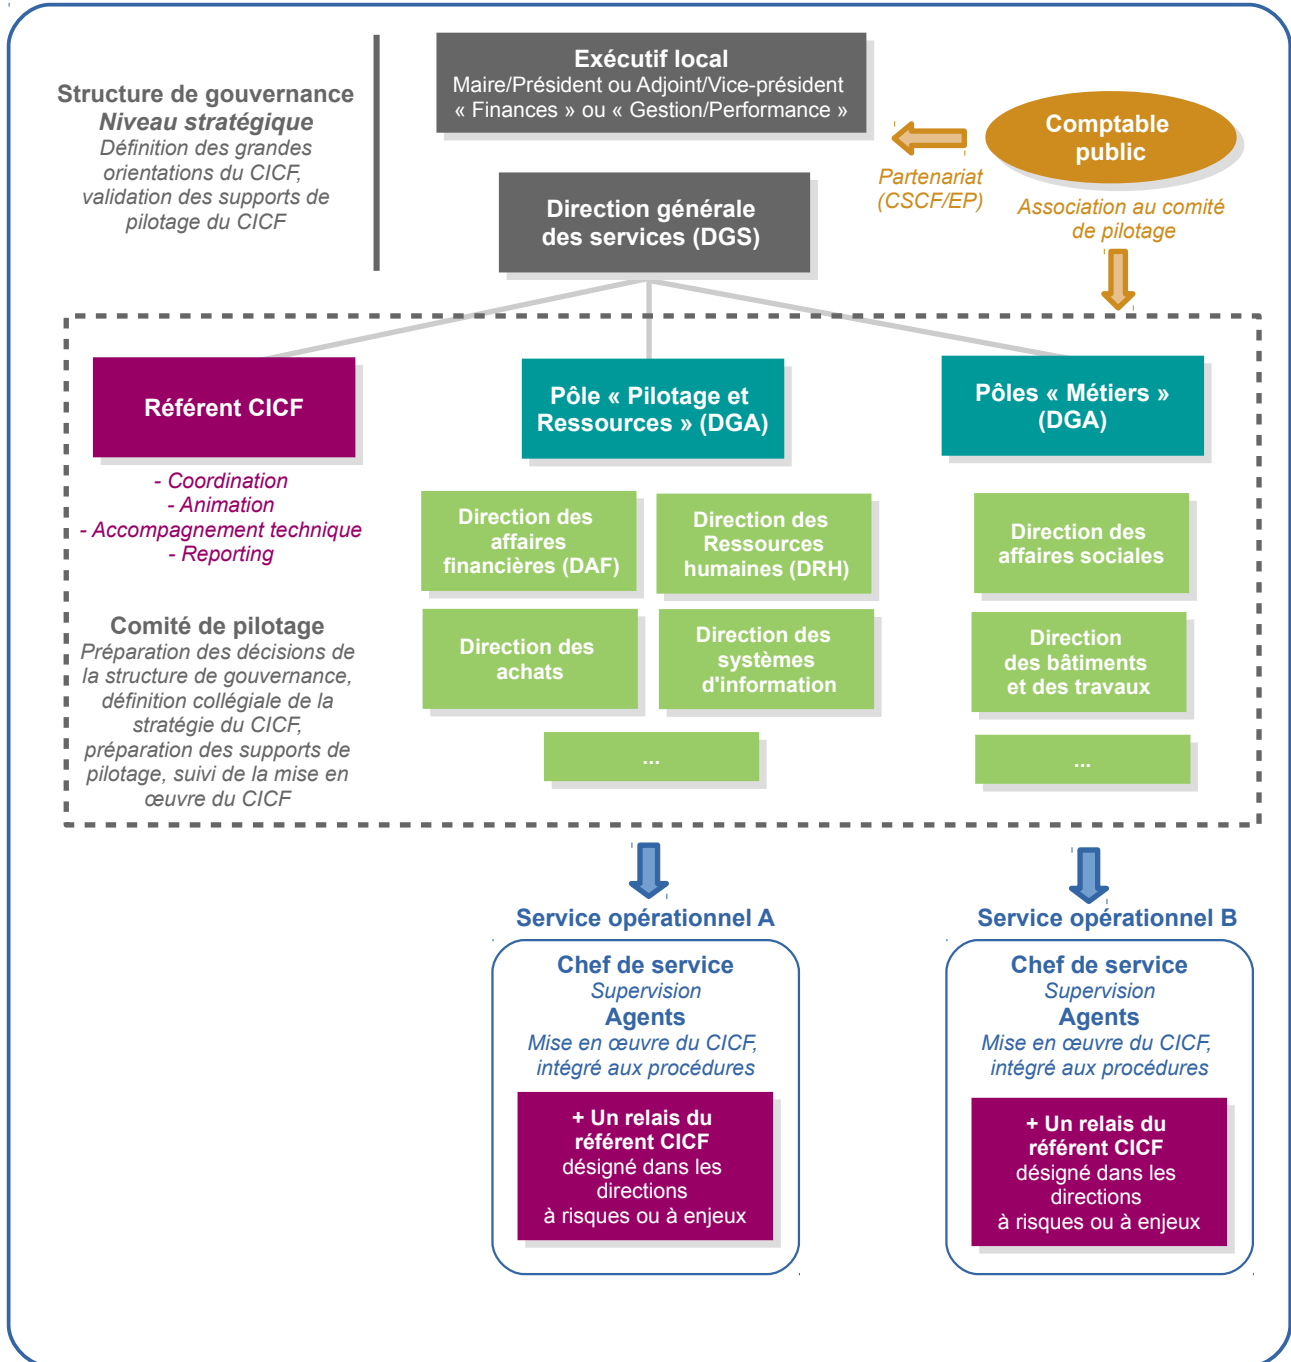 Structure de gouvernance
Niveau stratégique
Définition des grandes
orientations du CICF,
validation des supports de
pilotage du CICF
Exécutif local
Maire/Président ou Adjoint/Vice-président
« Finances » ou « Gestion/Performance »
Comptable
public
Partenariat
(CSCF/EP)
Association au comité
de pilotage
Direction générale
des services (DGS)
Référent CICF
- Coordination
- Animation
- Accompagnement technique
- Reporting
Comité de pilotage
Préparation des décisions de
la structure de gouvernance,
définition collégiale de la
stratégie du CICF,
préparation des supports de
pilotage, suivi de la mise en
œuvre du CICF
Pôle « Pilotage et
Ressources » (DGA)
Direction des
affaires
financières (DAF)
Direction des
Ressources
humaines (DRH)
Direction des
achats
Direction des
systèmes
d'information
...
Pôles « Métiers »
(DGA)
Direction des
affaires sociales
Direction
des bâtiments
et des travaux
...
Service opérationnel A
Chef de service
Supervision
Agents
Mise en œuvre du CICF,
intégré aux procédures
+ Un relais du
référent CICF
désigné dans les
directions
à risques ou à enjeux
Service opérationnel B
Chef de service
Supervision
Agents
Mise en œuvre du CICF,
intégré aux procédures
+ Un relais du
référent CICF
désigné dans les
directions
à risques ou à enjeux